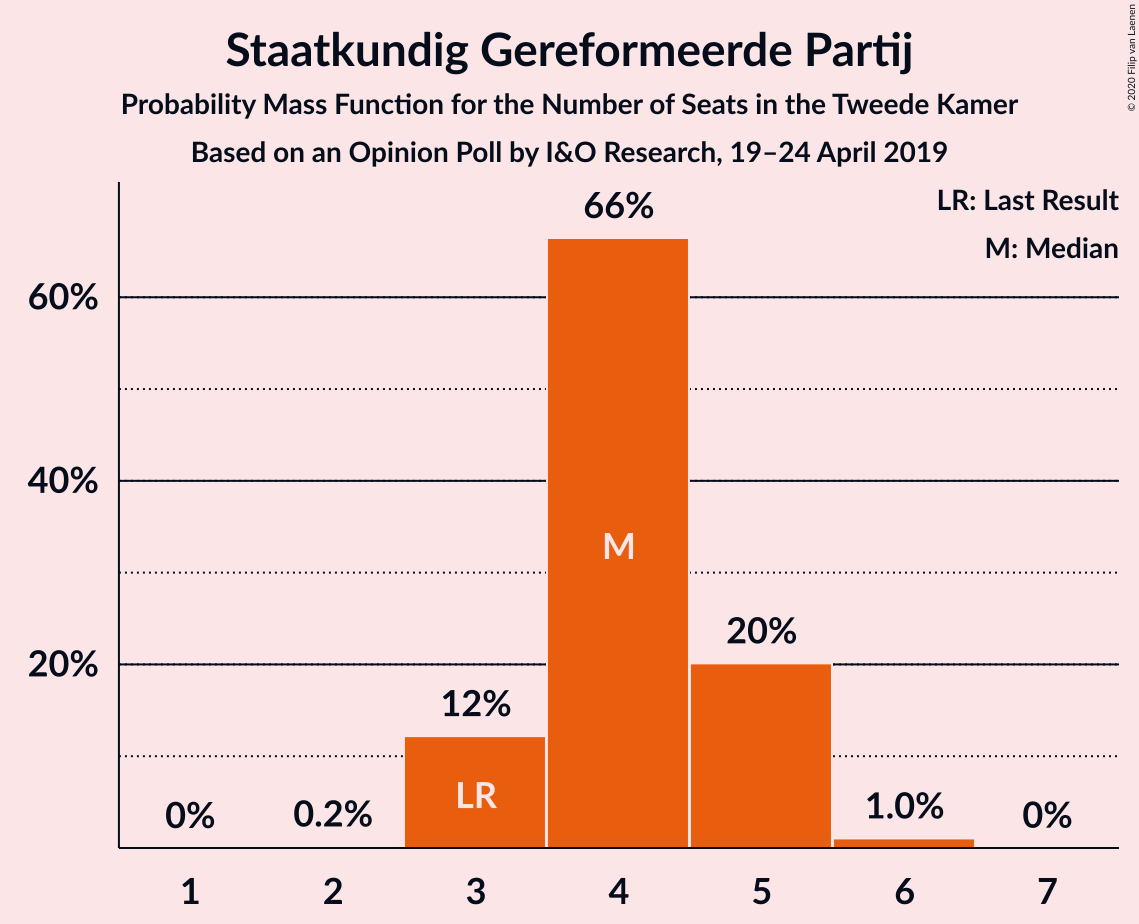 Staatkundig Gereformeerde Partij
Probability Mass Function for the Number of Seats in the Tweede Kamer
Based on an Opinion Poll by I&O Research, 19–24 April 2019
© 2020 Filip van Laenen
LR: Last Result
M: Median
66%
60%
40%
M
20%
20%
12%
LR
0%
0.2%
1.0%
0%
1 2 3 4 5 6 7